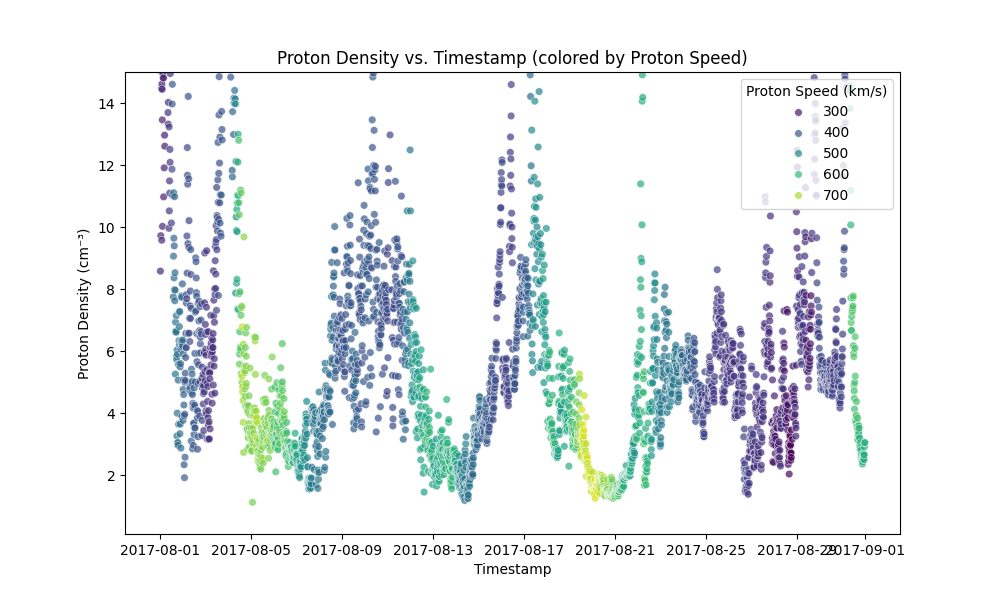 Proton Density vs. Timestamp (colored by Proton Speed)
Proton Density (cm⁻³)
14
12
10
8
6
4
2
Proton Speed (km/s)
300
400
500
600
700
2017-08-01 2017-08-05 2017-08-09 2017-08-13 2017-08-17 2017-08-21 2017-08-25 2017-08-29 2017-09-01
Timestamp